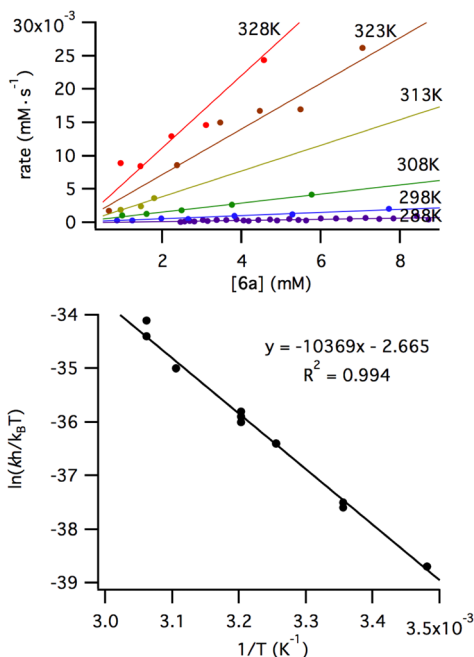 30x10⁻³
25
20
15
10
5
0
rate (mM · s⁻¹)
328K
323K
313K
308K
298K
288K
2
4
6
8
[6a] (mM)
-34
-35
-36
-37
-38
-39
ln(kh/k_BT)
y = -10369x - 2.665
R² = 0.994
3.0
3.1
3.2
3.3
3.4
3.5x10⁻³
1/T (K⁻¹)